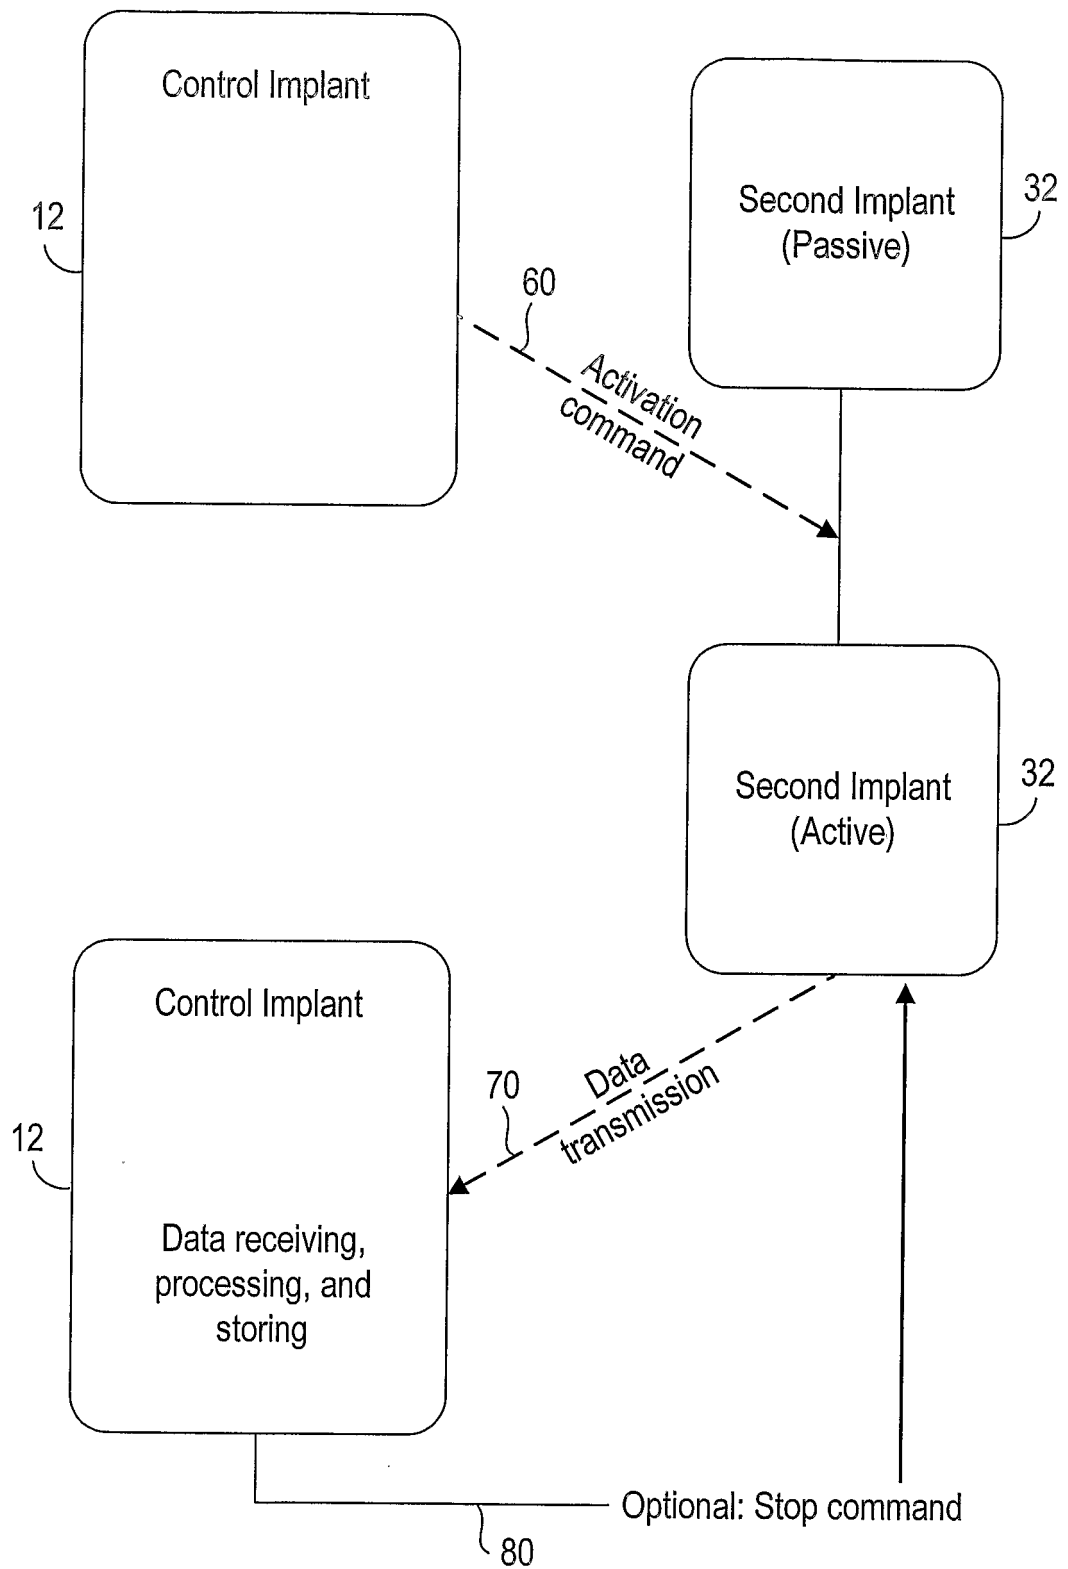 Control Implant
12
Second Implant
(Passive)
32
60
Activation
command
Second Implant
(Active)
32
Control Implant
12
70
Data
transmission
Data receiving,
processing, and
storing
Optional: Stop command
80